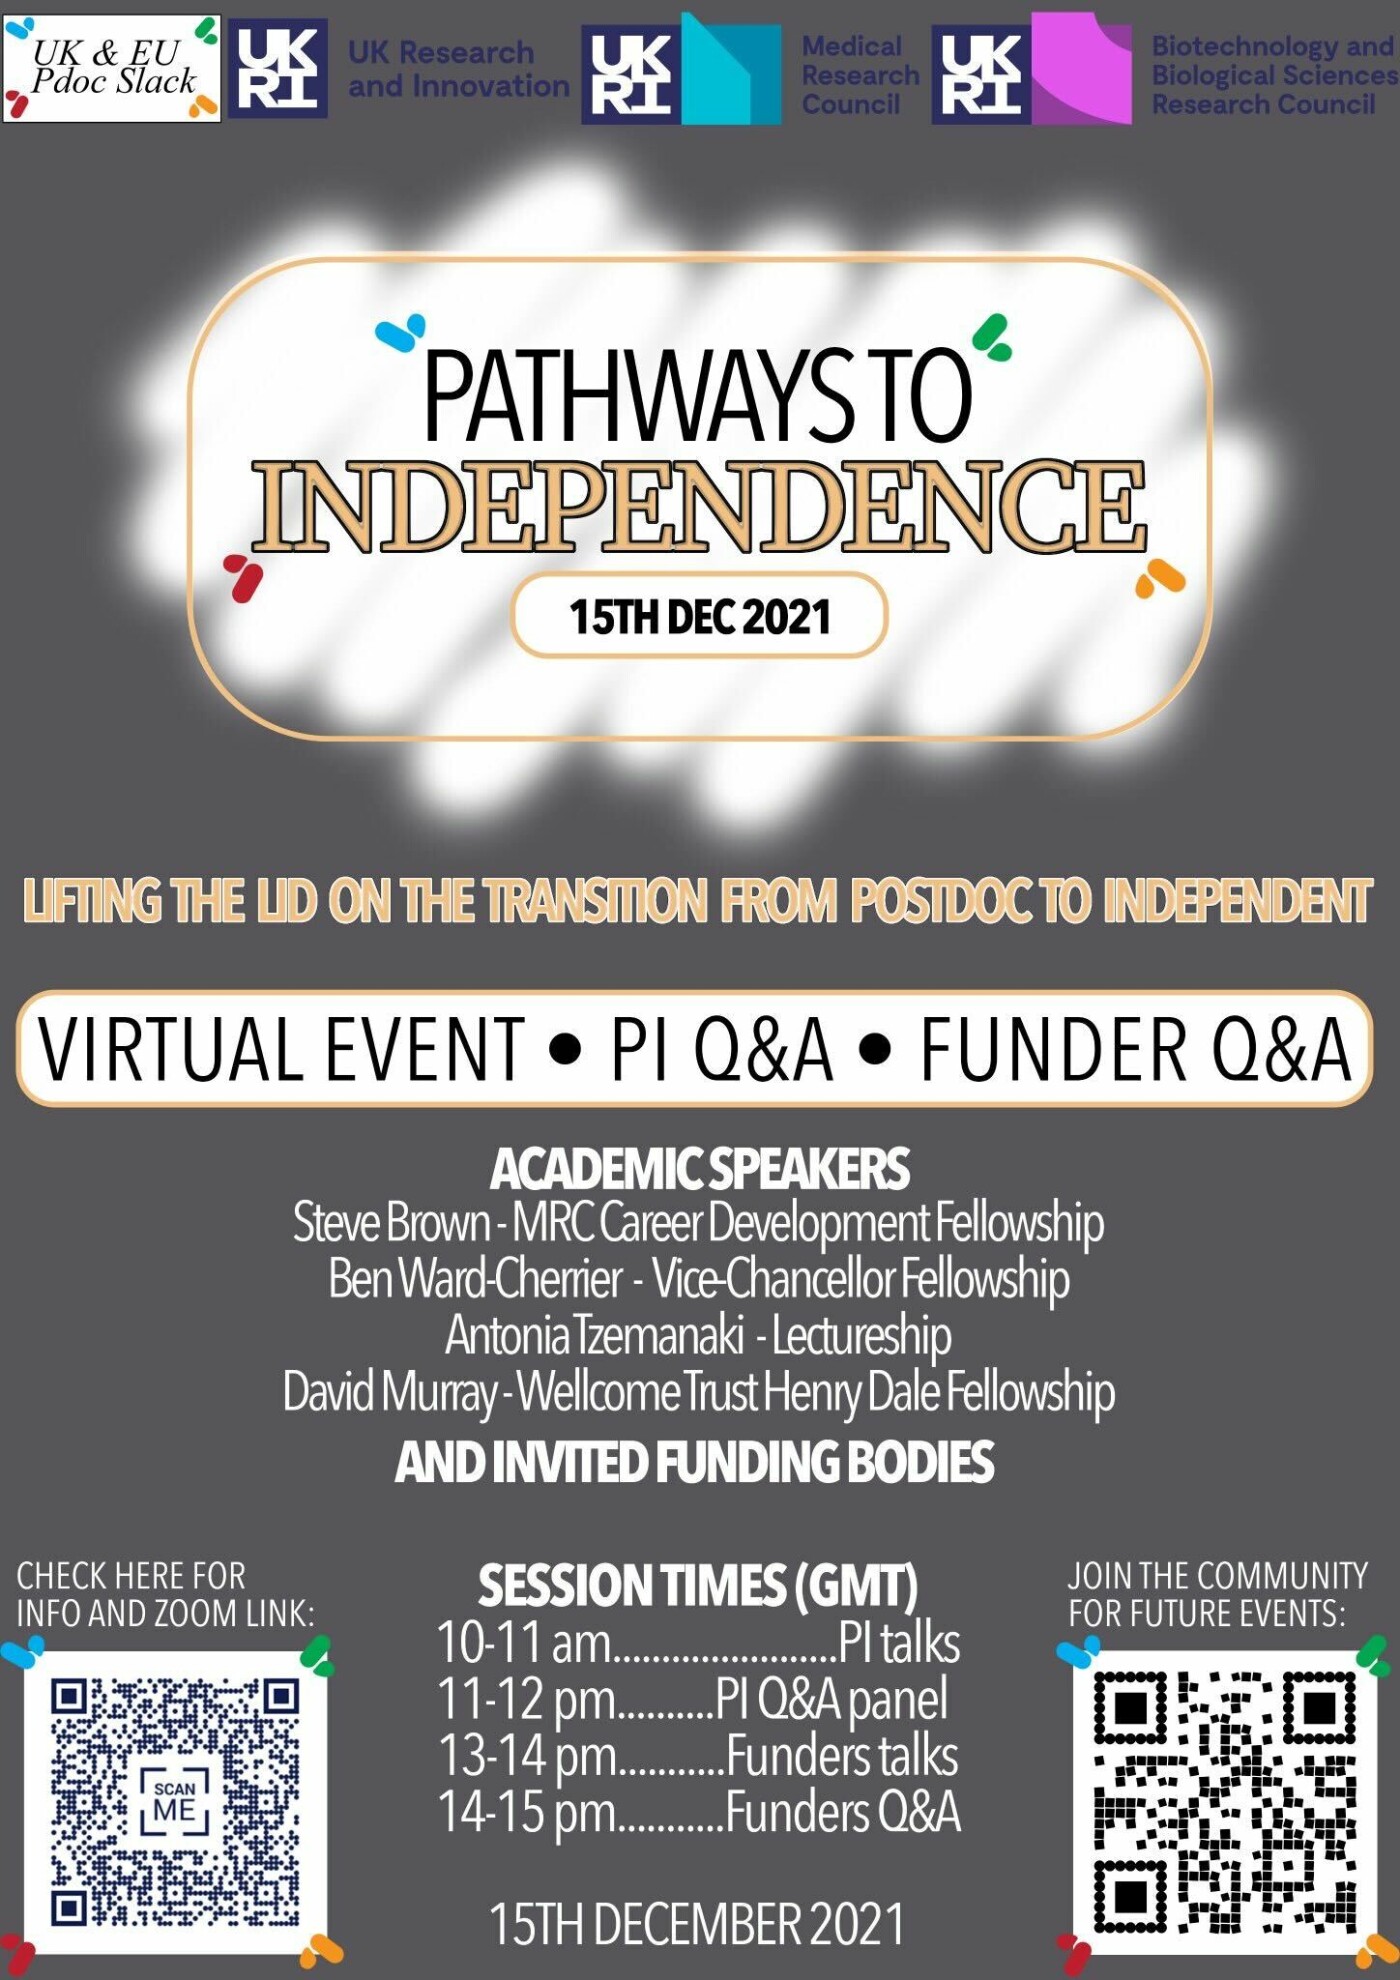 UK & EU
Pdoc Slack
UK
RI
UK Research
and Innovation
UK
RI
Medical
Research
Council
UK
RI
Biotechnology and
Biological Sciences
Research Council
PATHWAYS TO
INDEPENDENCE
15TH DEC 2021
LIFTING THE LID ON THE TRANSITION FROM POSTDOC TO INDEPENDENT
VIRTUAL EVENT • PI Q&A • FUNDER Q&A
ACADEMIC SPEAKERS
Steve Brown - MRC Career Development Fellowship
Ben Ward-Cherrier - Vice-Chancellor Fellowship
Antonia Tzemanaki - Lectureship
David Murray - Wellcome Trust Henry Dale Fellowship
AND INVITED FUNDING BODIES
CHECK HERE FOR
INFO AND ZOOM LINK:
SCAN
ME
SESSION TIMES (GMT)
10-11 am.......................PI talks
11-12 pm..........PI Q&A panel
13-14 pm...........Funders talks
14-15 pm...........Funders Q&A
15TH DECEMBER 2021
JOIN THE COMMUNITY
FOR FUTURE EVENTS: